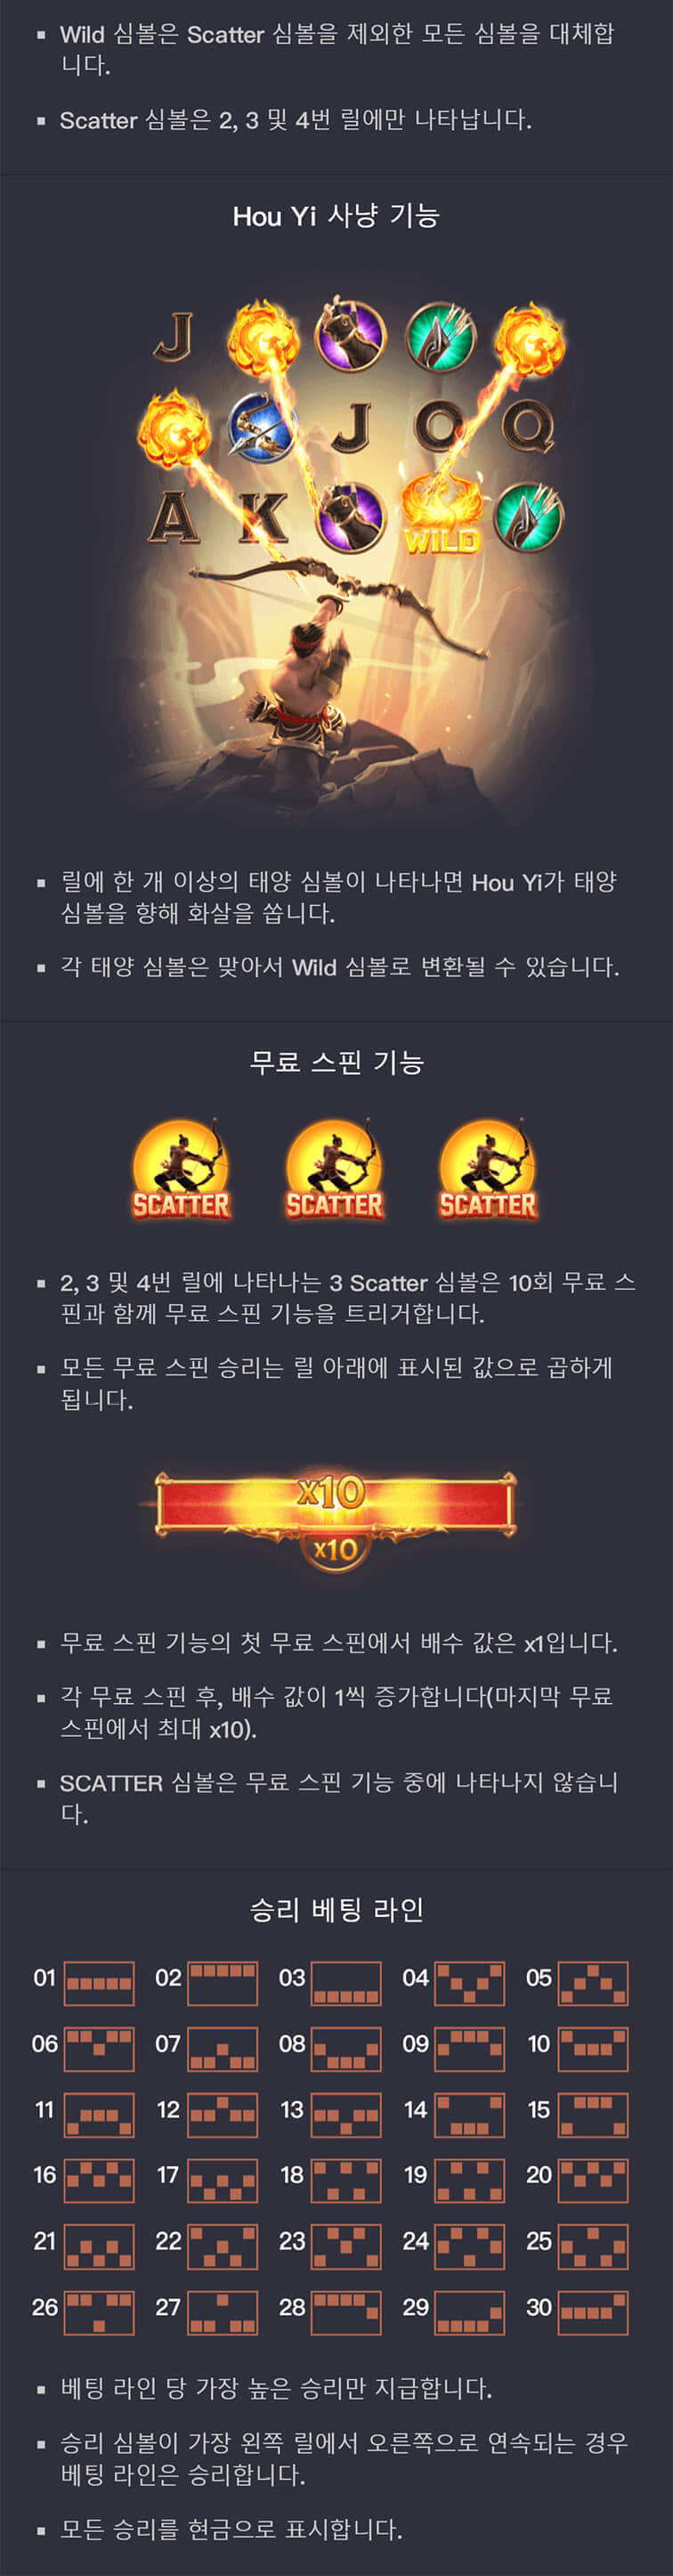 ▪ Wild 심볼은 Scatter 심볼을 제외한 모든 심볼을 대체합
니다.
▪ Scatter 심볼은 2, 3 및 4번 릴에만 나타납니다.
Hou Yi 사냥 기능
J
J O Q
A K WILD
▪ 릴에 한 개 이상의 태양 심볼이 나타나면 Hou Yi가 태양
심볼을 향해 화살을 쏩니다.
▪ 각 태양 심볼은 맞아서 Wild 심볼로 변환될 수 있습니다.
무료 스핀 기능
SCATTER SCATTER SCATTER
▪ 2, 3 및 4번 릴에 나타나는 3 Scatter 심볼은 10회 무료 스
핀과 함께 무료 스핀 기능을 트리거합니다.
▪ 모든 무료 스핀 승리는 릴 아래에 표시된 값으로 곱하게
됩니다.
x10
x10
▪ 무료 스핀 기능의 첫 무료 스핀에서 배수 값은 x1입니다.
▪ 각 무료 스핀 후, 배수 값이 1씩 증가합니다(마지막 무료
스핀에서 최대 x10).
▪ SCATTER 심볼은 무료 스핀 기능 중에 나타나지 않습니
다.
승리 베팅 라인
01 02 03 04 05
06 07 08 09 10
11 12 13 14 15
16 17 18 19 20
21 22 23 24 25
26 27 28 29 30
▪ 베팅 라인 당 가장 높은 승리만 지급합니다.
▪ 승리 심볼이 가장 왼쪽 릴에서 오른쪽으로 연속되는 경우
베팅 라인은 승리합니다.
▪ 모든 승리를 현금으로 표시합니다.